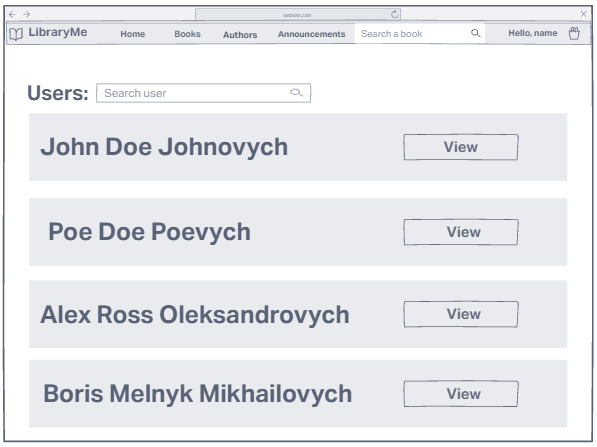 website.com
LibraryMe Home Books Authors Announcements Search a book Hello, name
Users: Search user
John Doe Johnovych View
Poe Doe Poevych View
Alex Ross Oleksandrovych View
Boris Melnyk Mikhailovych View